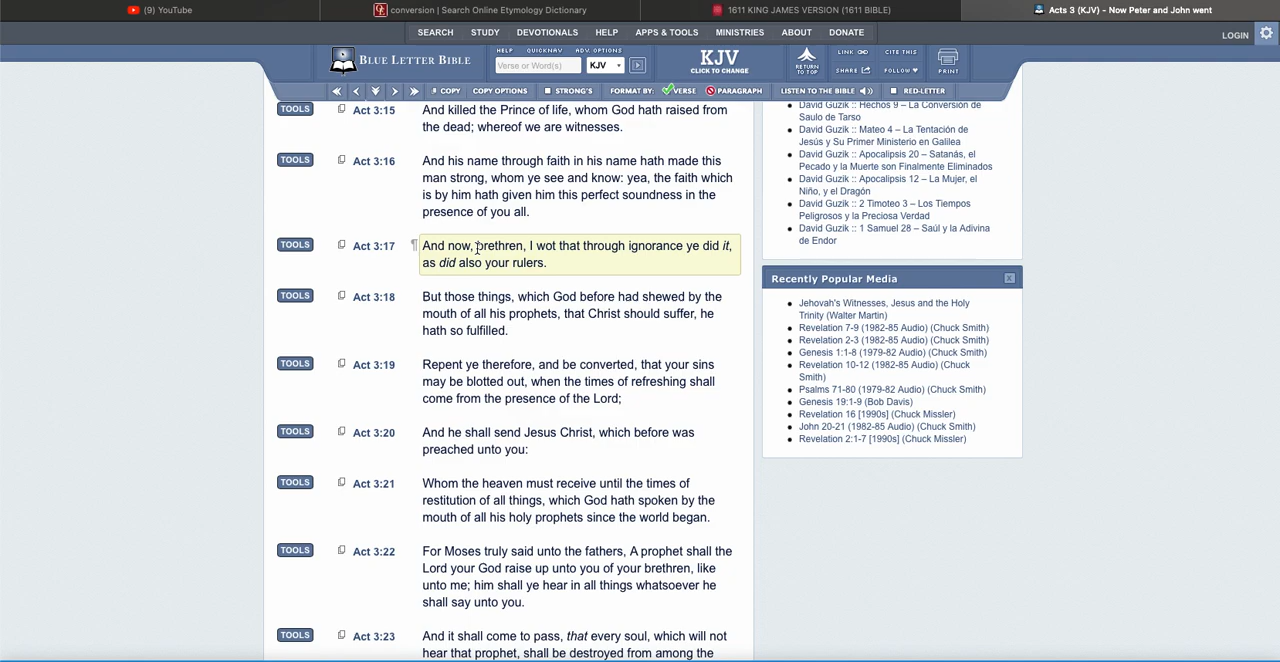 (9) YouTube
conversion | Search Online Etymology Dictionary
1611 KING JAMES VERSION (1611 BIBLE)
Acts 3 (KJV) - Now Peter and John went
SEARCH STUDY DEVOTIONALS HELP APPS & TOOLS MINISTRIES ABOUT DONATE
LOGIN
BLUE LETTER BIBLE
HELP QUICKNAV ADV. OPTIONS
Verse or Word(s)
KJV
KJV
CLICK TO CHANGE
RETURN
TO TOP
LINK
CITE THIS
SHARE
FOLLOW
PRINT
COPY COPY OPTIONS STRONG'S FORMAT BY: VERSE PARAGRAPH LISTEN TO THE BIBLE RED-LETTER
TOOLS Act 3:15 And killed the Prince of life, whom God hath raised from
the dead; whereof we are witnesses.
TOOLS Act 3:16 And his name through faith in his name hath made this
man strong, whom ye see and know: yea, the faith which
is by him hath given him this perfect soundness in the
presence of you all.
TOOLS Act 3:17 ¶ And now, brethren, I wot that through ignorance ye did it,
as did also your rulers.
TOOLS Act 3:18 But those things, which God before had shewed by the
mouth of all his prophets, that Christ should suffer, he
hath so fulfilled.
TOOLS Act 3:19 Repent ye therefore, and be converted, that your sins
may be blotted out, when the times of refreshing shall
come from the presence of the Lord;
TOOLS Act 3:20 And he shall send Jesus Christ, which before was
preached unto you:
TOOLS Act 3:21 Whom the heaven must receive until the times of
restitution of all things, which God hath spoken by the
mouth of all his holy prophets since the world began.
TOOLS Act 3:22 For Moses truly said unto the fathers, A prophet shall the
Lord your God raise up unto you of your brethren, like
unto me; him shall ye hear in all things whatsoever he
shall say unto you.
TOOLS Act 3:23 And it shall come to pass, that every soul, which will not
hear that prophet, shall be destroyed from among the
David Guzik :: Hechos 9 – La Conversión de
Saulo de Tarso
David Guzik :: Mateo 4 – La Tentación de
Jesús y Su Primer Ministerio en Galilea
David Guzik :: Apocalipsis 20 – Satanás, el
Pecado y la Muerte son Finalmente Eliminados
David Guzik :: Apocalipsis 12 – La Mujer, el
Niño, y el Dragón
David Guzik :: 2 Timoteo 3 – Los Tiempos
Peligrosos y la Preciosa Verdad
David Guzik :: 1 Samuel 28 – Saúl y la Adivina
de Endor
Recently Popular Media x
Jehovah's Witnesses, Jesus and the Holy
Trinity (Walter Martin)
Revelation 7-9 (1982-85 Audio) (Chuck Smith)
Revelation 2-3 (1982-85 Audio) (Chuck Smith)
Genesis 1:1-8 (1979-82 Audio) (Chuck Smith)
Revelation 10-12 (1982-85 Audio) (Chuck
Smith)
Psalms 71-80 (1979-82 Audio) (Chuck Smith)
Genesis 19:1-9 (Bob Davis)
Revelation 16 [1990s] (Chuck Missler)
John 20-21 (1982-85 Audio) (Chuck Smith)
Revelation 2:1-7 [1990s] (Chuck Missler)